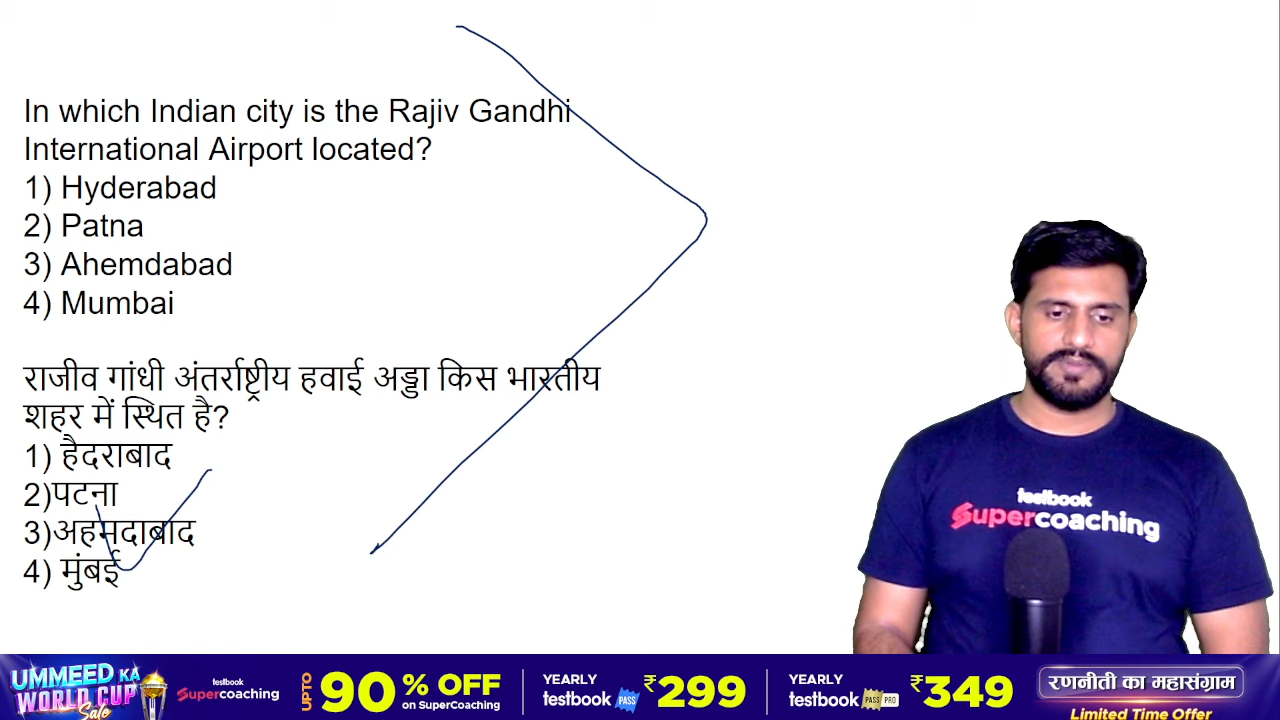 In which Indian city is the Rajiv Gandhi
International Airport located?
1) Hyderabad
2) Patna
3) Ahemdabad
4) Mumbai
राजीव गांधी अंतर्राष्ट्रीय हवाई अड्डा किस भारतीय
शहर में स्थित है?
1) हैदराबाद
2)पटना
3)अहमदाबाद
4) मुंबई
testbook
Supercoaching
UMMEED KA
WORLD CUP
Sale
testbook
Supercoaching
UPTO 90% OFF
on SuperCoaching
YEARLY
testbook PASS ₹299
YEARLY
testbook PASS PRO ₹349
रणनीती का महासंग्राम
Limited Time Offer